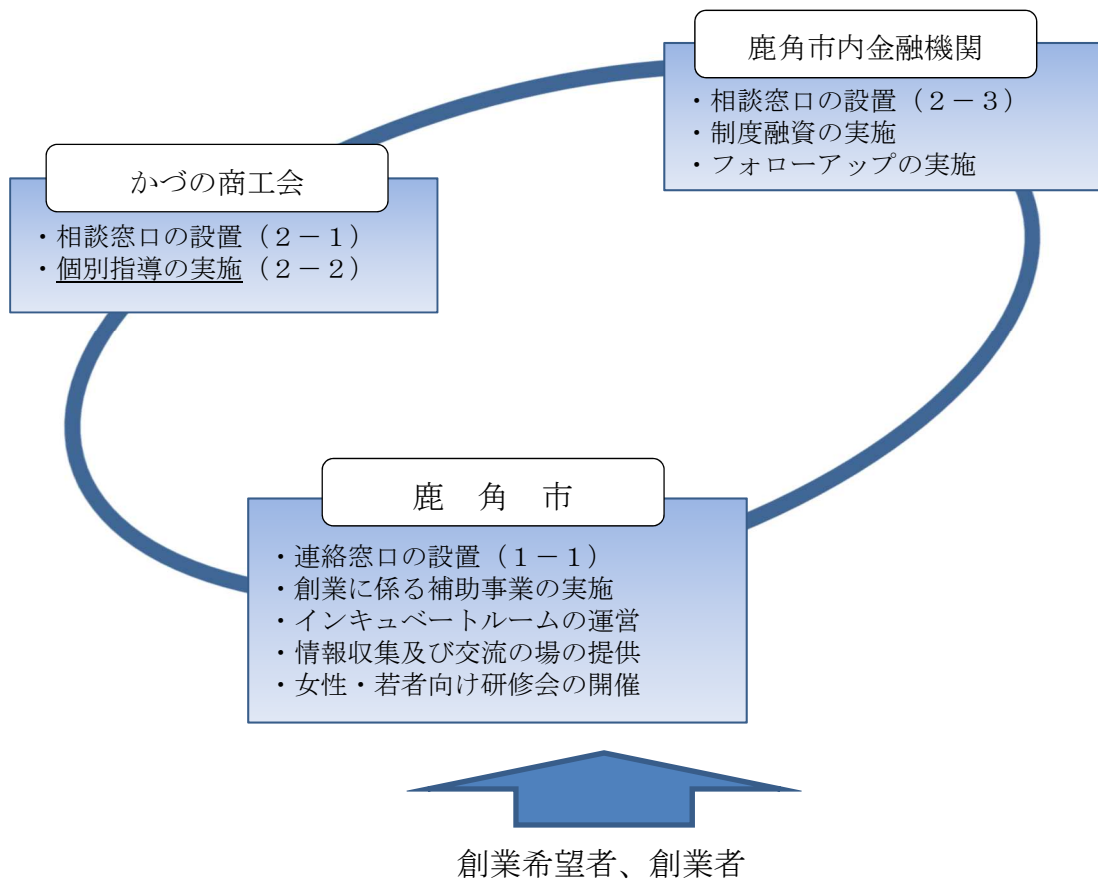 鹿角市内金融機関
・相談窓口の設置（２－３）
・制度融資の実施
・フォローアップの実施
かづの商工会
・相談窓口の設置（２－１）
・個別指導の実施（２－２）
鹿　角　市
・連絡窓口の設置（１－１）
・創業に係る補助事業の実施
・インキュベートルームの運営
・情報収集及び交流の場の提供
・女性・若者向け研修会の開催
創業希望者、創業者